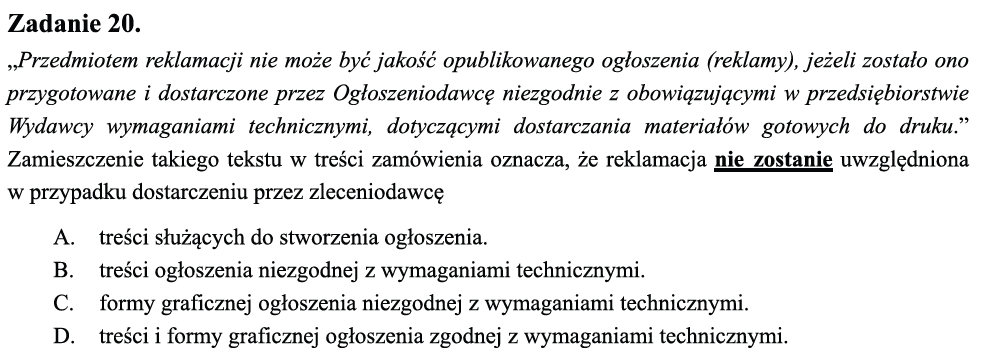 Zadanie 20.
„Przedmiotem reklamacji nie może być jakość opublikowanego ogłoszenia (reklamy), jeżeli zostało ono
przygotowane i dostarczone przez Ogłoszeniodawcę niezgodnie z obowiązującymi w przedsiębiorstwie
Wydawcy wymaganiami technicznymi, dotyczącymi dostarczania materiałów gotowych do druku.”
Zamieszczenie takiego tekstu w treści zamówienia oznacza, że reklamacja nie zostanie uwzględniona
w przypadku dostarczeniu przez zleceniodawcę
A. treści służących do stworzenia ogłoszenia.
B. treści ogłoszenia niezgodnej z wymaganiami technicznymi.
C. formy graficznej ogłoszenia niezgodnej z wymaganiami technicznymi.
D. treści i formy graficznej ogłoszenia zgodnej z wymaganiami technicznymi.